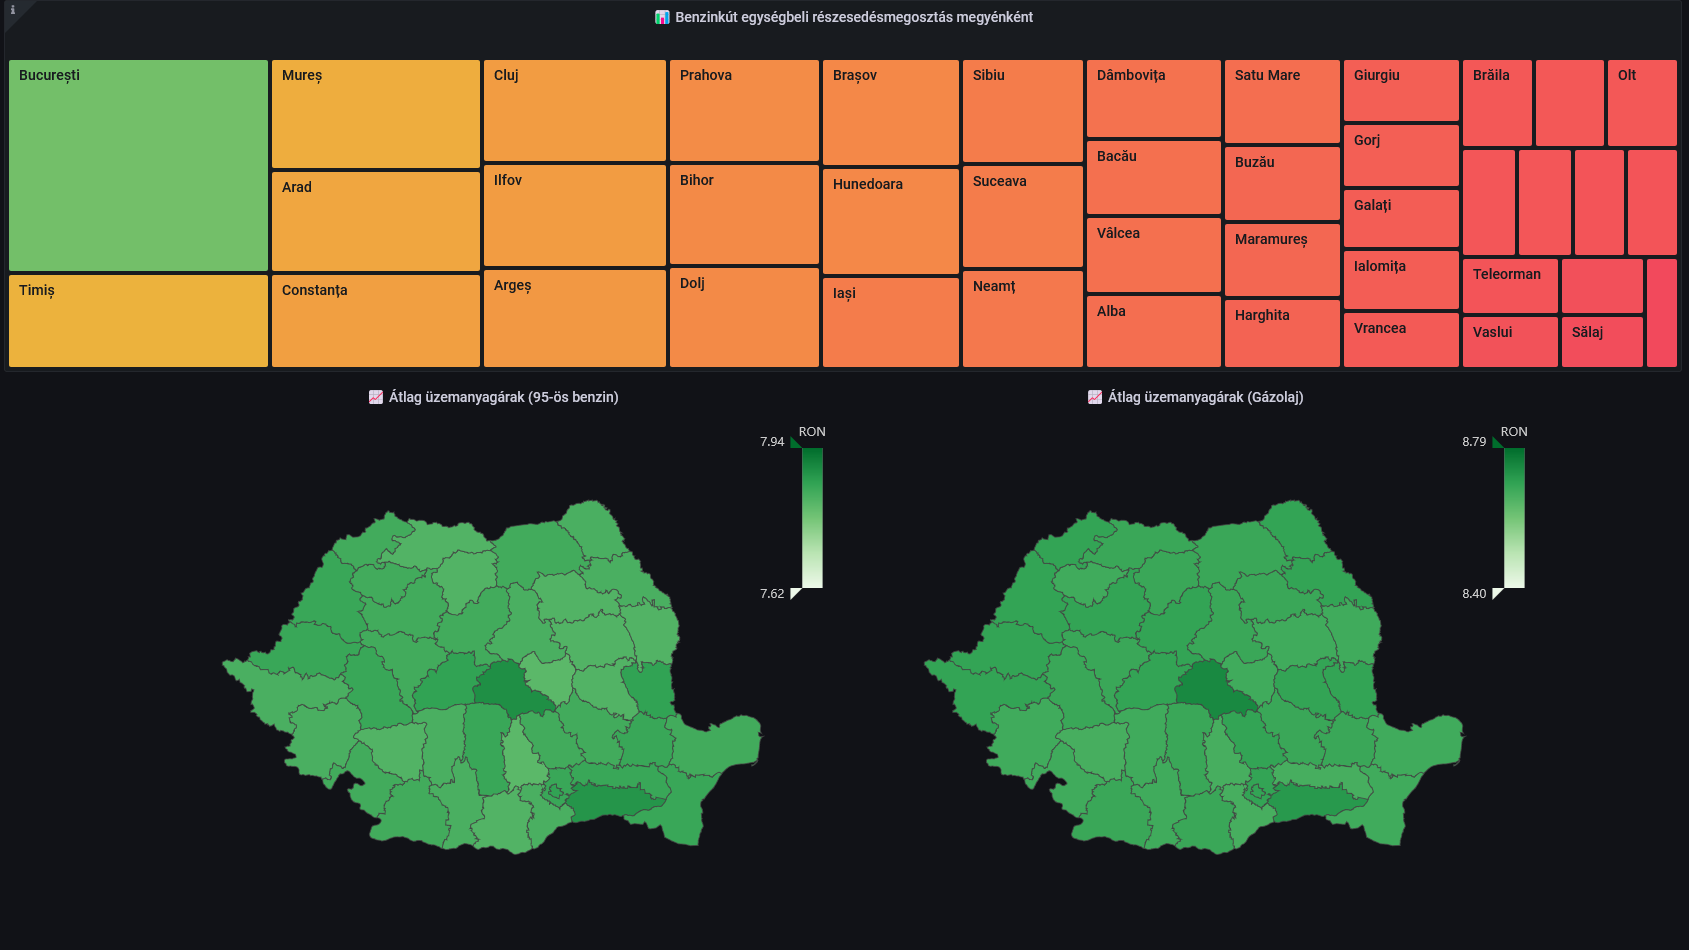 Benzinkút egységbeli részesedésmegosztás megyénként
București
Mureș
Cluj
Prahova
Brașov
Sibiu
Dâmbovița
Satu Mare
Giurgiu
Brăila
Olt
Gorj
Bacău
Buzău
Ilfov
Bihor
Suceava
Arad
Hunedoara
Galați
Vâlcea
Maramureș
Ialomița
Teleorman
Timiș
Constanța
Argeș
Dolj
Iași
Neamț
Alba
Harghita
Vrancea
Vaslui
Sălaj
Átlag üzemanyagárak (95-ös benzin)
RON
7.94
7.62
Átlag üzemanyagárak (Gázolaj)
RON
8.79
8.40